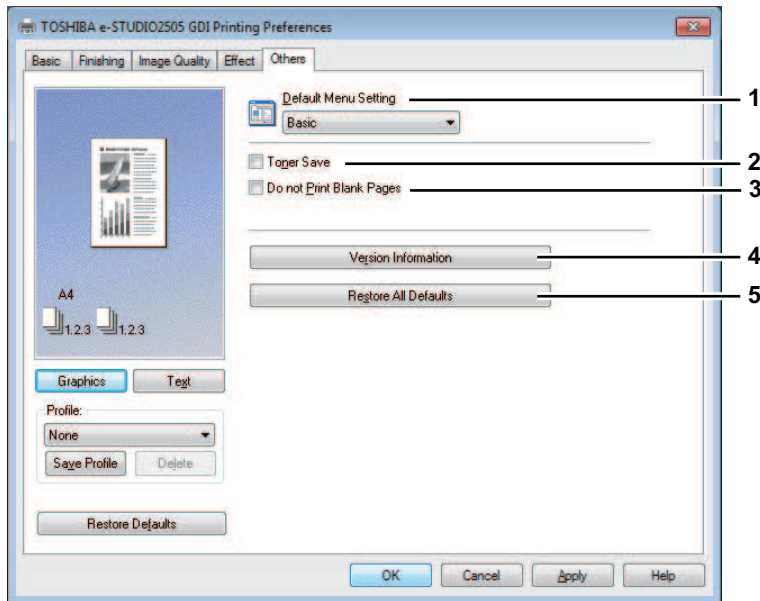 TOSHIBA e-STUDIO2505 GDI Printing Preferences
Basic Finishing Image Quality Effect Others
Default Menu Setting 1
Basic
Toner Save 2
Do not Print Blank Pages 3
Version Information 4
Restore All Defaults 5
A4
1.2.3 1.2.3
Graphics Text
Profile:
None
Save Profile Delete
Restore Defaults
OK Cancel Apply Help